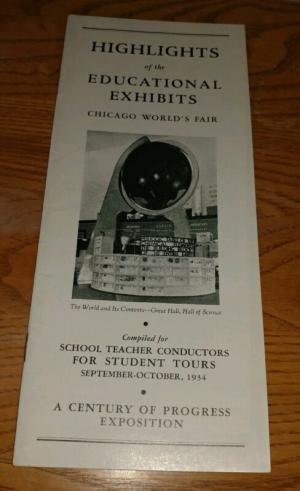 HIGHLIGHTS
of the
EDUCATIONAL
EXHIBITS
CHICAGO WORLD'S FAIR
The World and Its Contents—Great Hall, Hall of Science
Compiled for
SCHOOL TEACHER CONDUCTORS
FOR STUDENT TOURS
SEPTEMBER-OCTOBER, 1934
A CENTURY OF PROGRESS
EXPOSITION